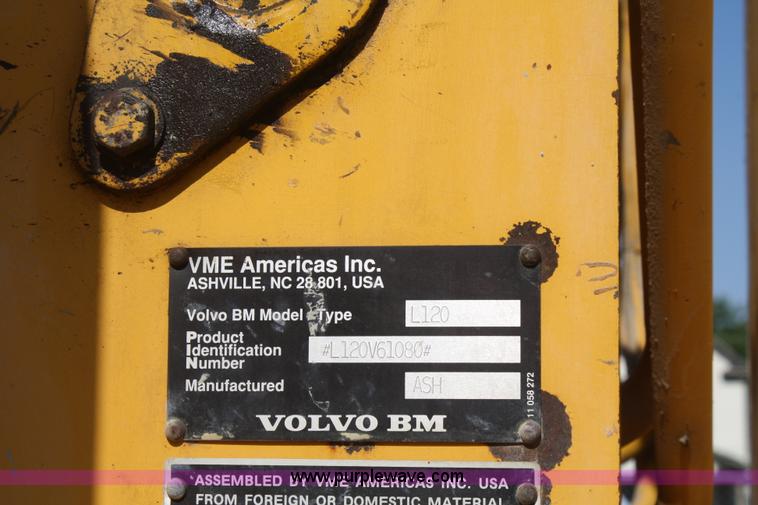 VME Americas Inc.
ASHVILLE, NC 28 801, USA
Volvo BM Model - Type L120
Product
Identification #L120V61080#
Number
Manufactured ASH
11 058 272
VOLVO BM
www.purplewave.com
*ASSEMBLED BY VME AMERICAS INC. USA
FROM FOREIGN OR DOMESTIC MATERIAL